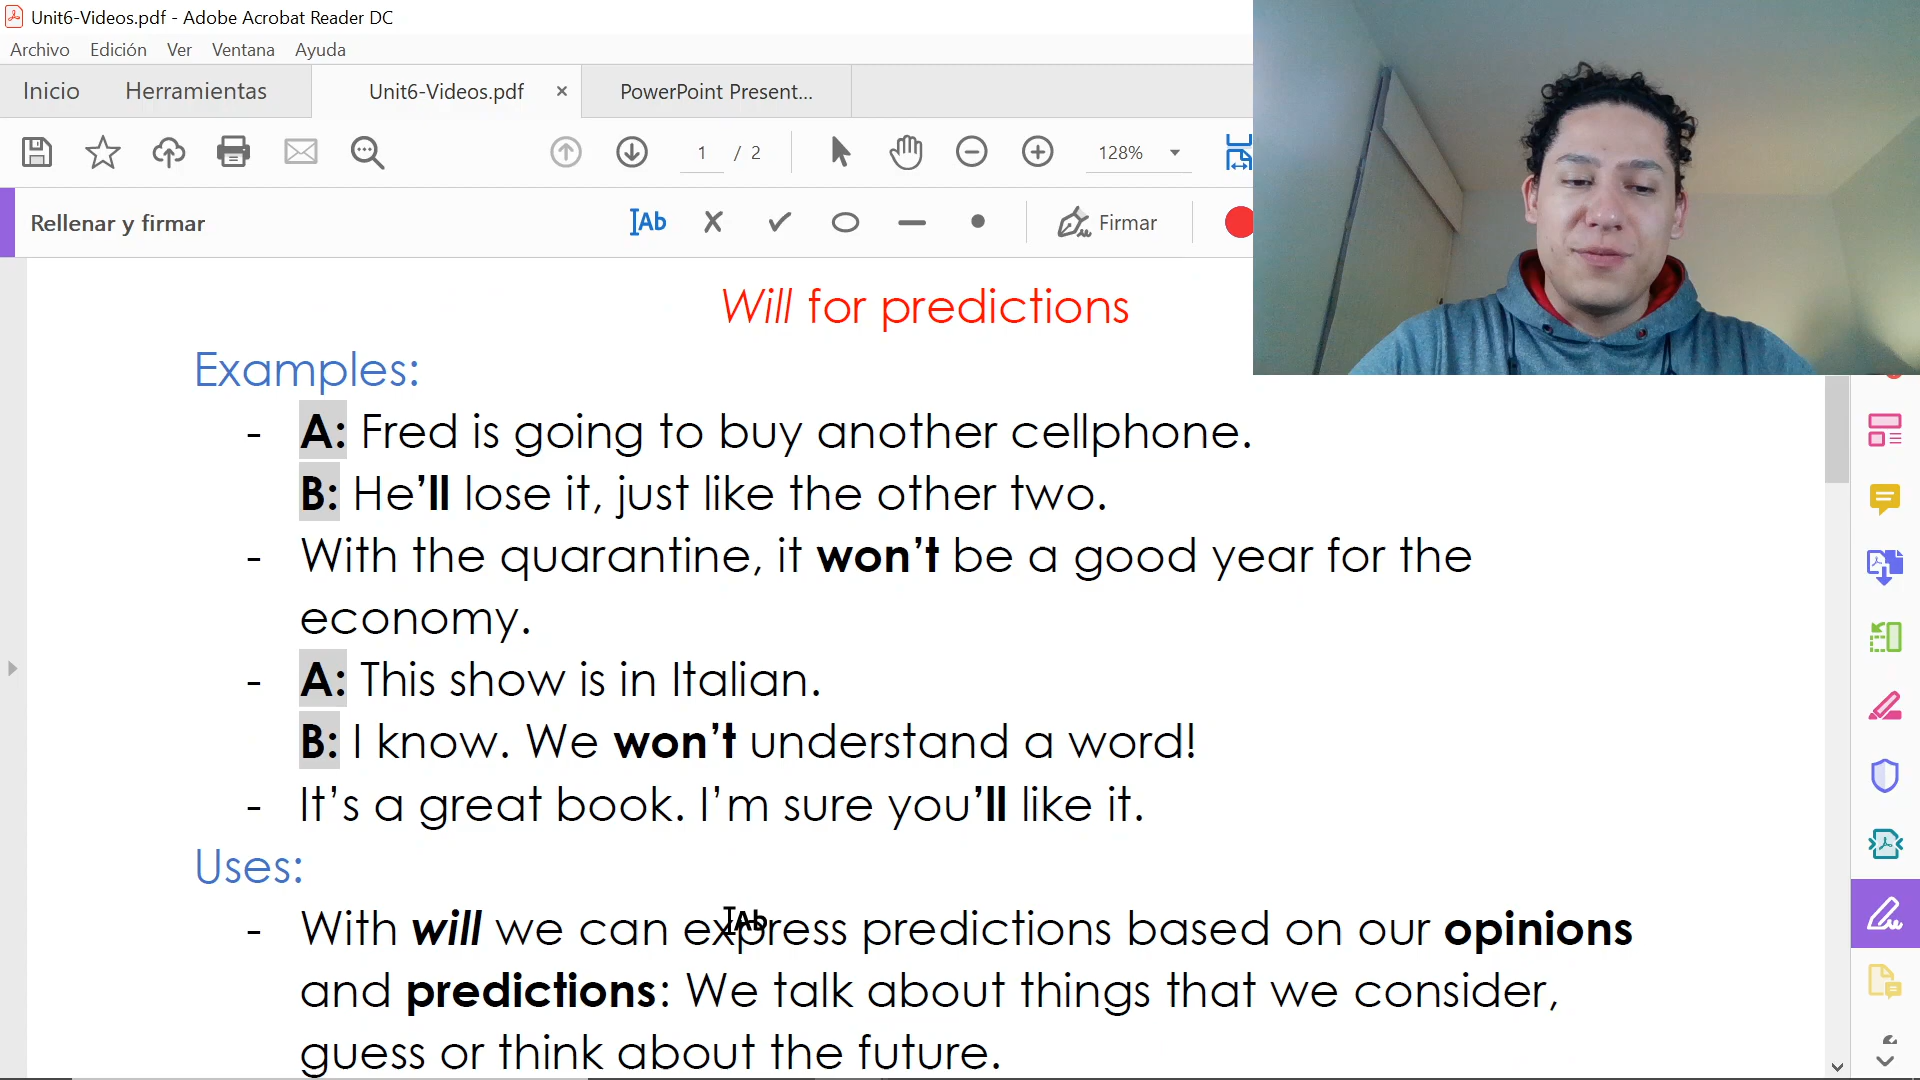 Unit6-Videos.pdf - Adobe Acrobat Reader DC
Archivo Edición Ver Ventana Ayuda
Inicio Herramientas Unit6-Videos.pdf × PowerPoint Present...
1 / 2 128%
Rellenar y firmar Ab Firmar
Will for predictions
Examples:
- A: Fred is going to buy another cellphone.
B: He'll lose it, just like the other two.
- With the quarantine, it won't be a good year for the
economy.
- A: This show is in Italian.
B: I know. We won't understand a word!
- It's a great book. I'm sure you'll like it.
Uses:
- With will we can express predictions based on our opinions
and predictions: We talk about things that we consider,
guess or think about the future.